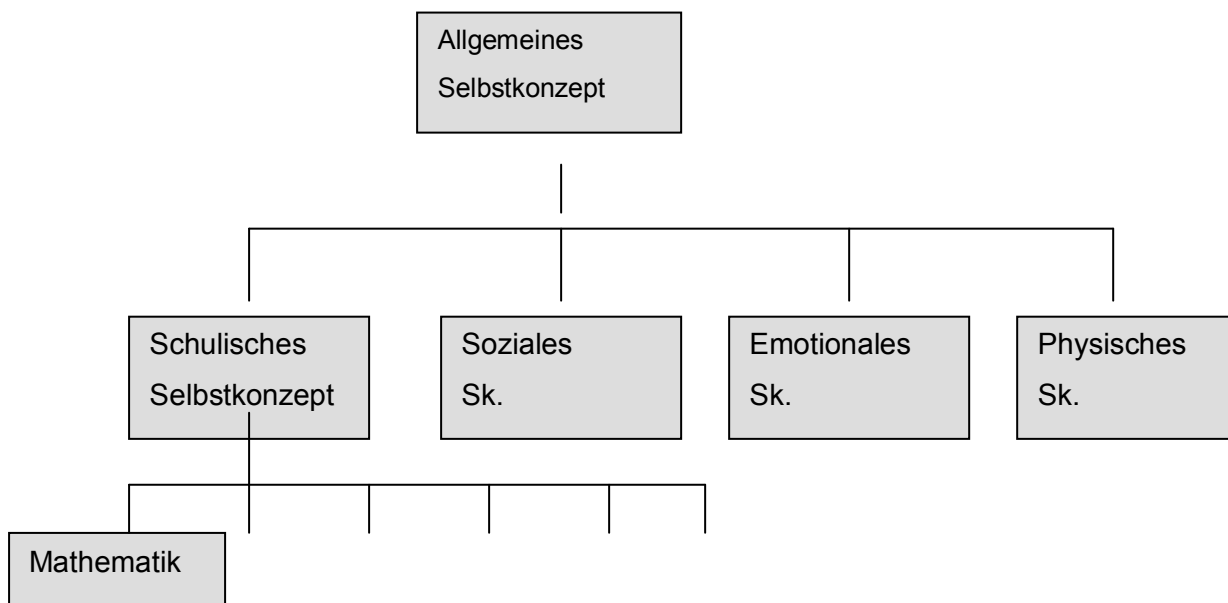 Allgemeines
Selbstkonzept
Schulisches
Selbstkonzept
Soziales
Sk.
Emotionales
Sk.
Physisches
Sk.
Mathematik